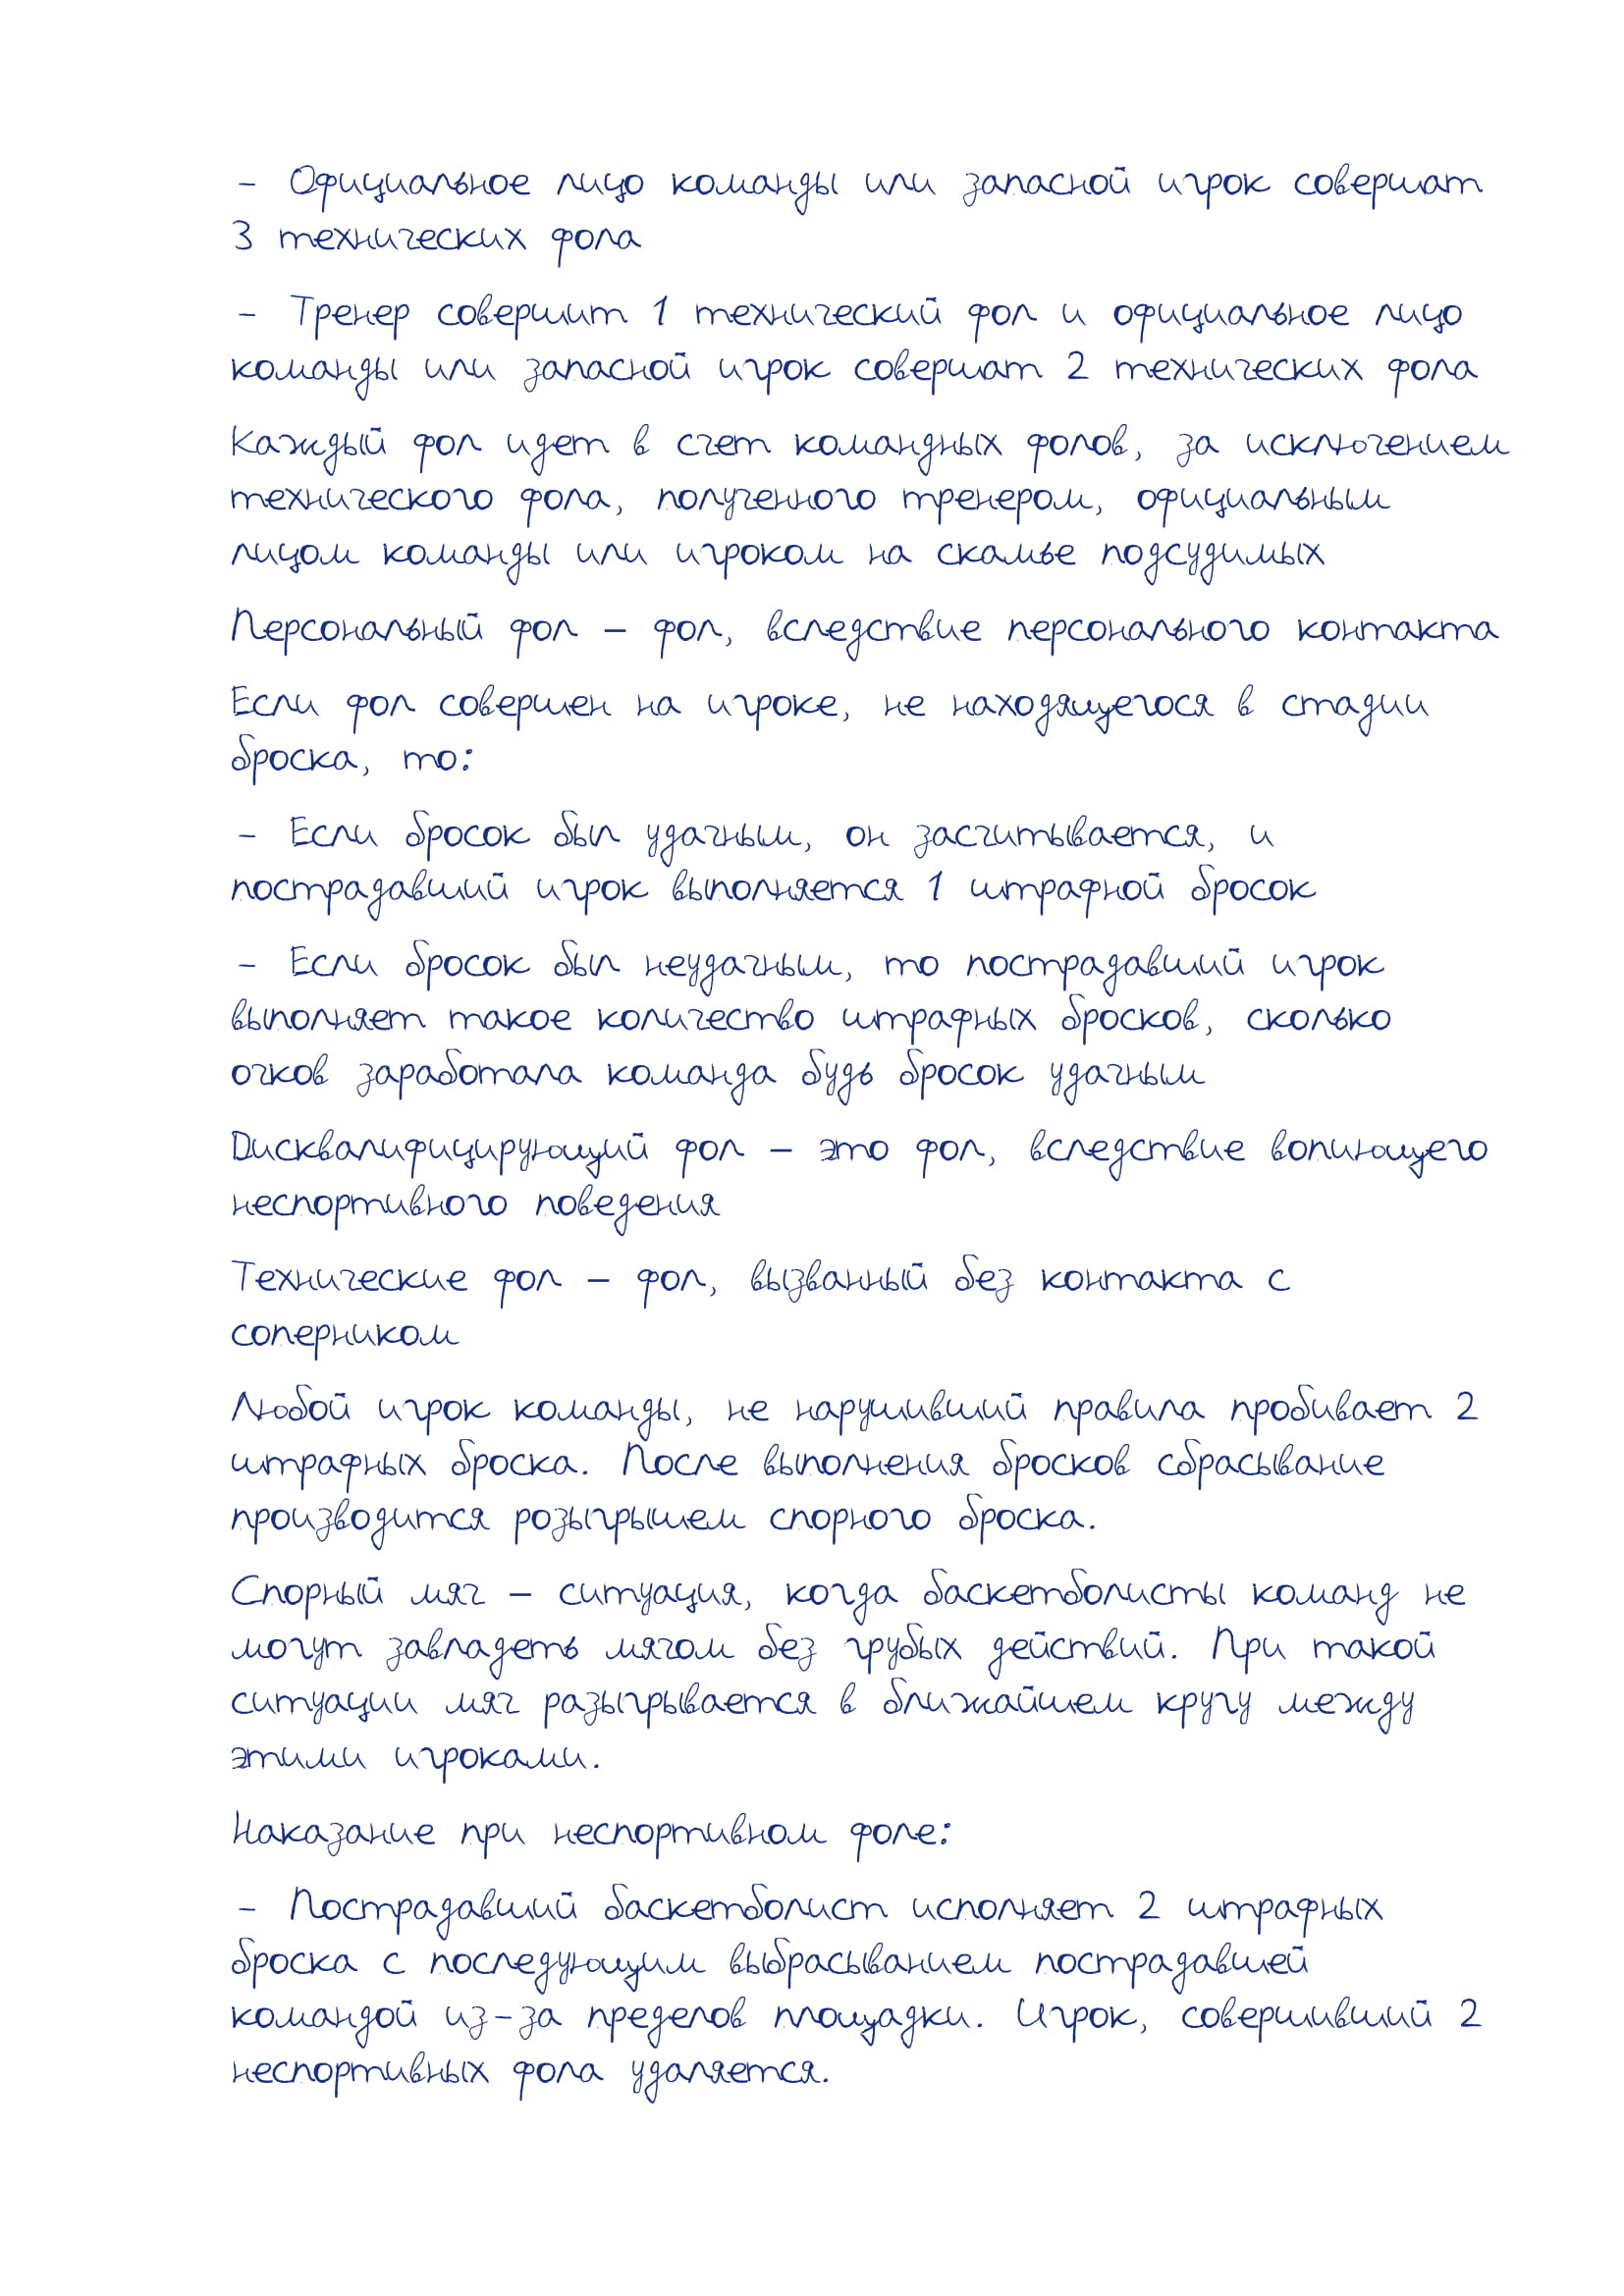 - Официальное лицо команды или запасной игрок совершат
3 технических фола
- Тренер совершит 1 технический фол и официальное лицо
команды или запасной игрок совершат 2 технических фола
Каждый фол идет в счет командных фолов, за исключением
технического фола, полученного тренером, официальным
лицом команды или игроком на скамье подсудимых
Персональный фол – фол, вследствие персонального контакта
Если фол совершен на игроке, не находящегося в стадии
броска, то:
- Если бросок был удачным, он засчитывается, и
пострадавший игрок выполняется 1 штрафной бросок
- Если бросок был неудачным, то пострадавший игрок
выполняет такое количество штрафных бросков, сколько
очков заработала команда будь бросок удачным
Дисквалифицирующий фол – это фол, вследствие вопиющего
неспортивного поведения
Технические фол – фол, вызванный без контакта с
соперником
Любой игрок команды, не нарушивший правила пробивает 2
штрафных броска. После выполнения бросков сбрасывание
производится розыгрышем спорного броска.
Спорный мяч – ситуация, когда баскетболисты команд не
могут завладеть мячом без грубых действий. При такой
ситуации мяч разыгрывается в ближайшем кругу между
этими игроками.
Наказание при неспортивном фоле:
- Пострадавший баскетболист исполняет 2 штрафных
броска с последующим выбрасыванием пострадавшей
командой из-за пределов площадки. Игрок, совершивший 2
неспортивных фола удаляется.